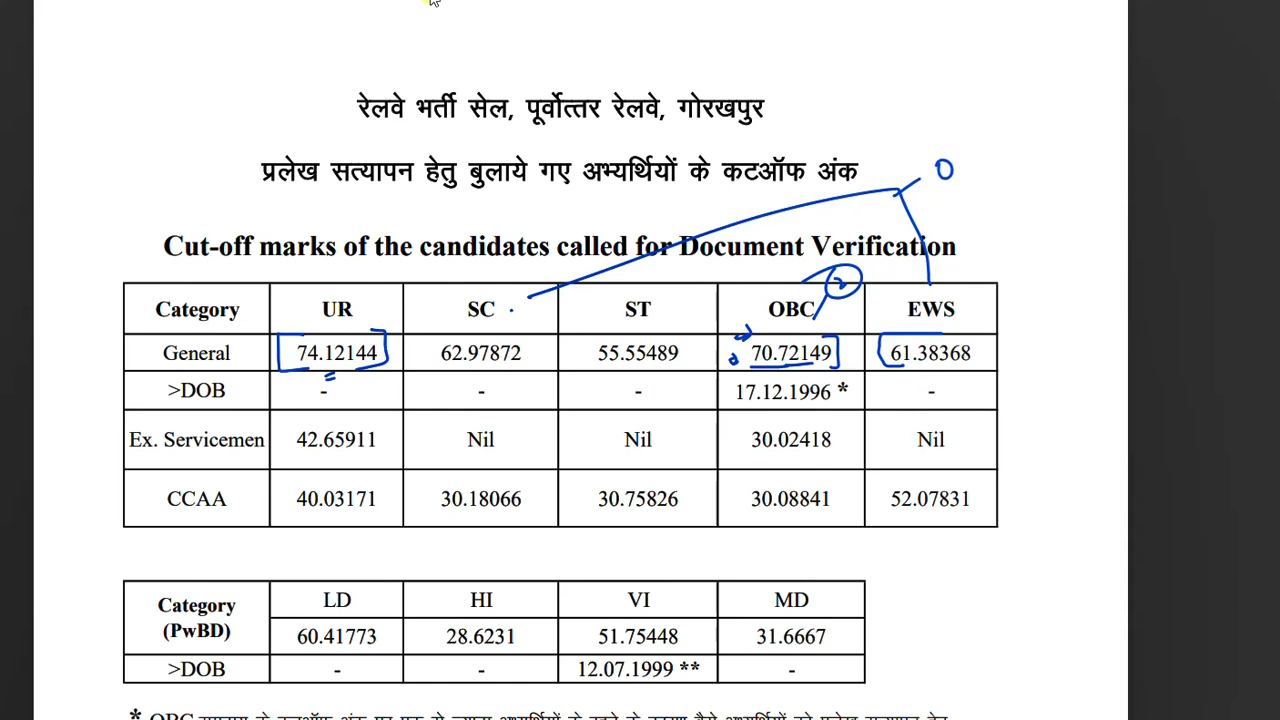 रेलवे भर्ती सेल, पूर्वोत्तर रेलवे, गोरखपुर
प्रलेख सत्यापन हेतु बुलाये गए अभ्यर्थियों के कटऑफ अंक
Cut-off marks of the candidates called for Document Verification
Category UR SC ST OBC EWS
General 74.12144 62.97872 55.55489 70.72149 61.38368
>DOB - - - 17.12.1996 * -
Ex. Servicemen 42.65911 Nil Nil 30.02418 Nil
CCAA 40.03171 30.18066 30.75826 30.08841 52.07831
Category (PwBD) LD HI VI MD
60.41773 28.6231 51.75448 31.6667
>DOB - - 12.07.1999 ** -